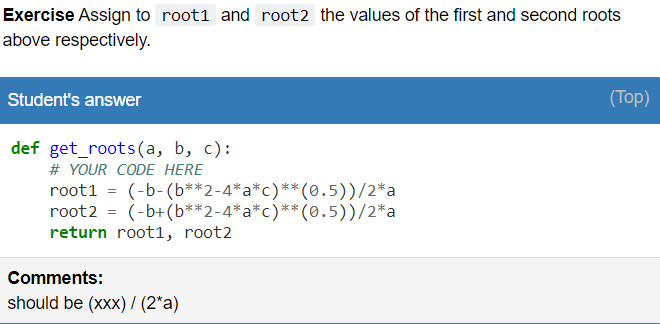 Exercise Assign to root1 and root2 the values of the first and second roots
above respectively.
Student's answer (Top)
def get_roots(a, b, c):
    # YOUR CODE HERE
    root1 = (-b-(b**2-4*a*c)**(0.5))/2*a
    root2 = (-b+(b**2-4*a*c)**(0.5))/2*a
    return root1, root2
Comments:
should be (xxx) / (2*a)